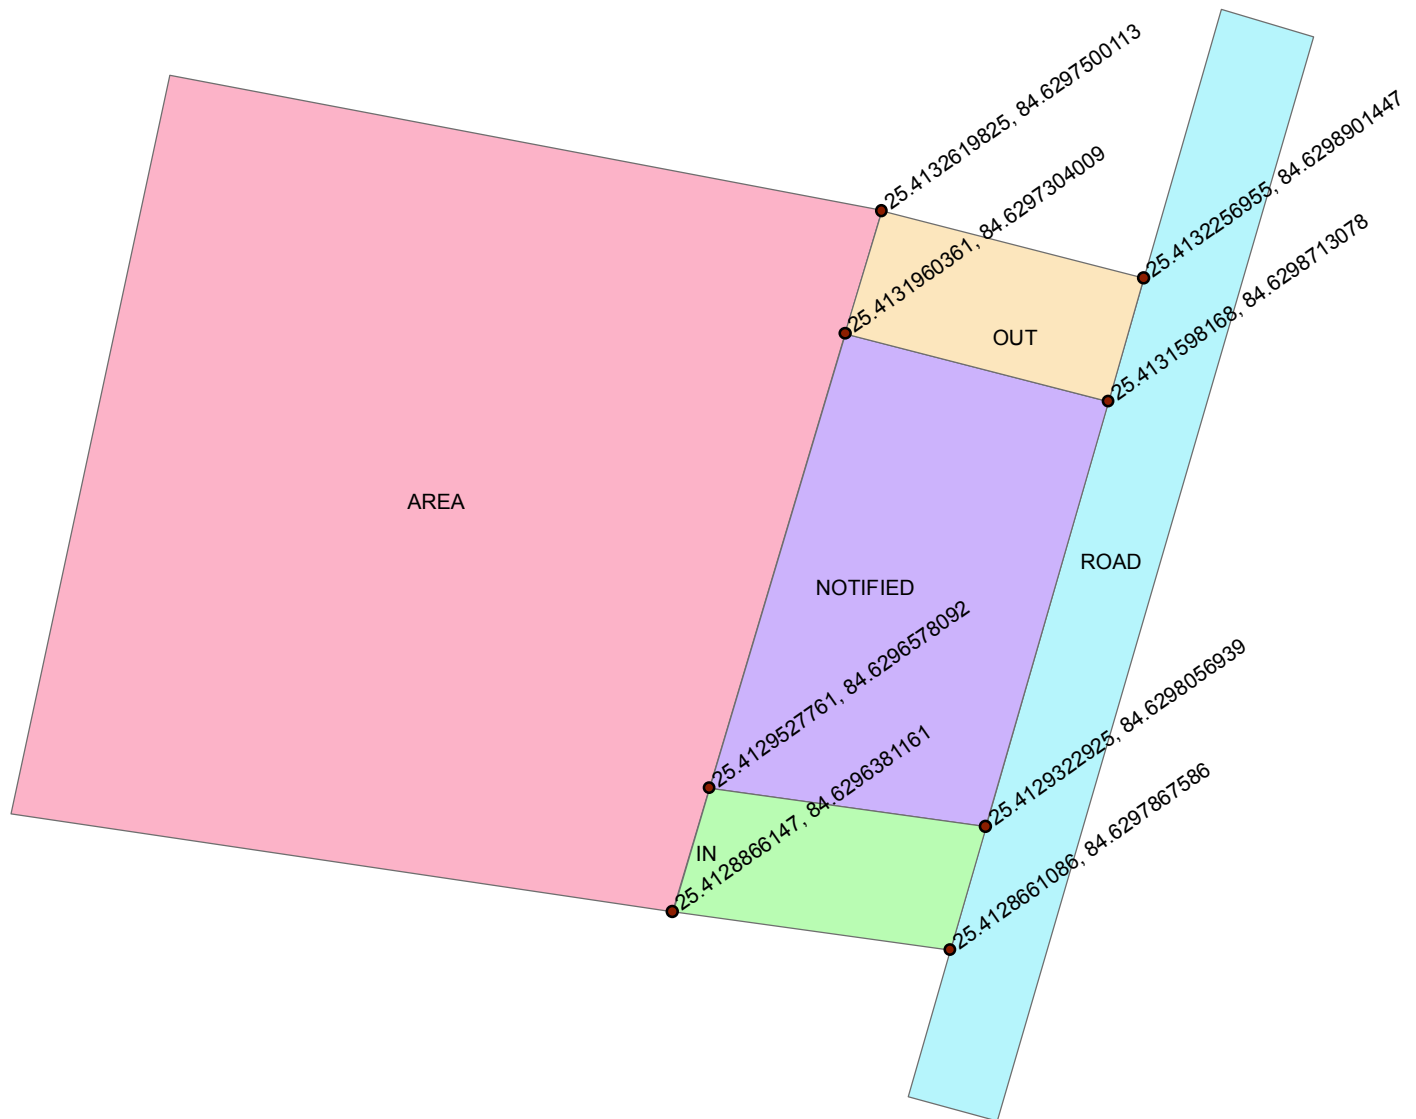 25.4132619825, 84.6297500113
25.4132256955, 84.6298901447
25.4131960361, 84.6297304009
25.4131598168, 84.6298713078
OUT
AREA
ROAD
NOTIFIED
25.4129527761, 84.6296578092
25.4129322925, 84.6298056939
IN
25.4128866147, 84.6296381161
25.4128661086, 84.6297867586